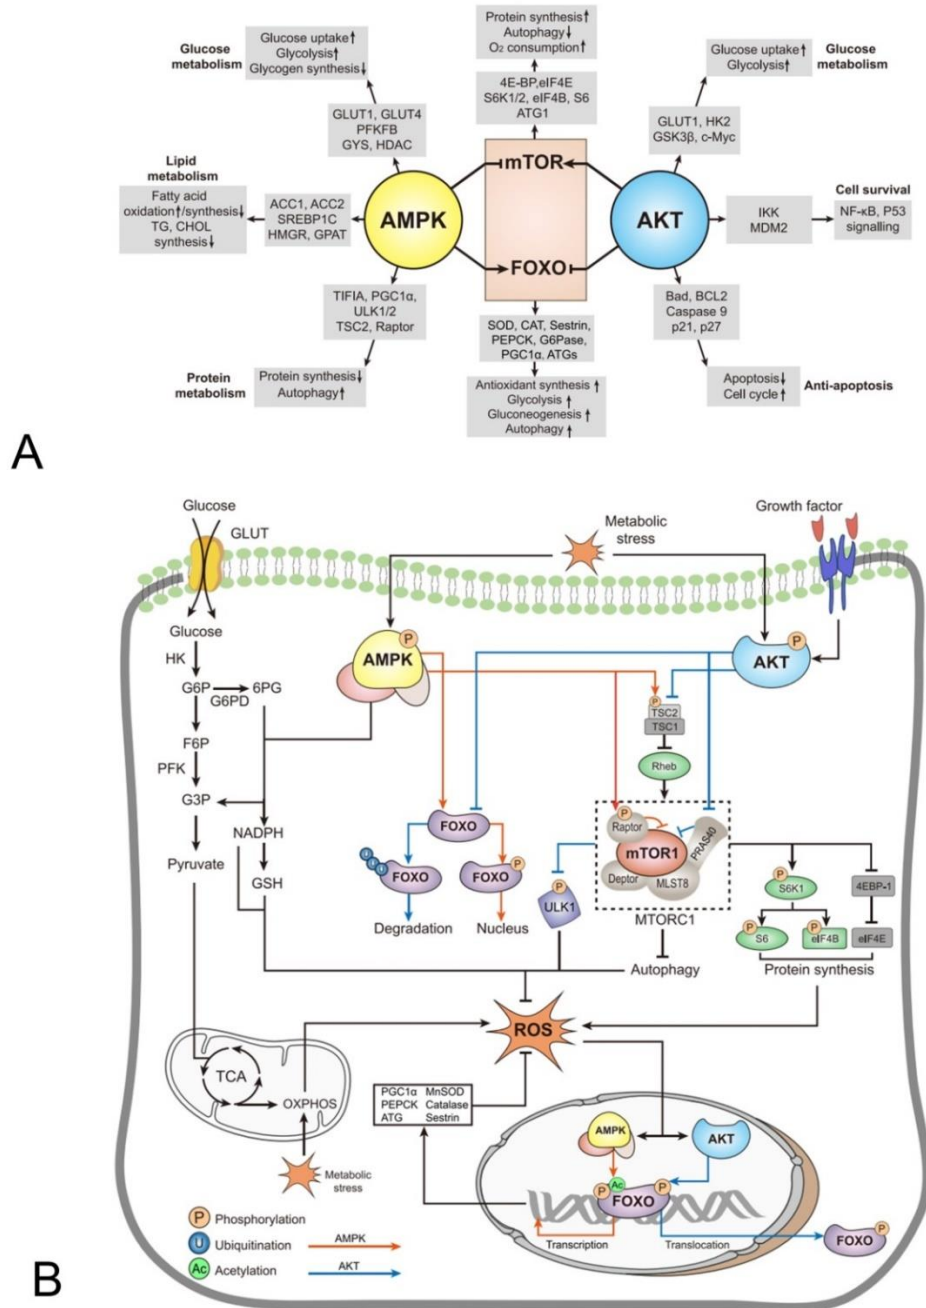 Glucose
metabolism
Glucose uptake↑
Glycolysis↑
Glycogen synthesis↓
GLUT1, GLUT4
PFKFB
GYS, HDAC
Protein synthesis↑
Autophagy↓
O2 consumption↑
4E-BP,eIF4E
S6K1/2, eIF4B, S6
ATG1
Glucose uptake↑
Glycolysis↑
Glucose
metabolism
GLUT1, HK2
GSK3β, c-Myc
Lipid
metabolism
Fatty acid
oxidation↑/synthesis↓
TG, CHOL
synthesis↓
ACC1, ACC2
SREBP1C
HMGR, GPAT
AMPK
mTOR
FOXO
AKT
IKK
MDM2
Cell survival
NF-κB, P53
signalling
TIFIA, PGC1α,
ULK1/2
TSC2, Raptor
Protein
metabolism
Protein synthesis↓
Autophagy↑
SOD, CAT, Sestrin,
PEPCK, G6Pase,
PGC1α, ATGs
Antioxidant synthesis↑
Glycolysis↑
Gluconeogenesis↑
Autophagy↑
Bad, BCL2
Caspase 9
p21, p27
Apoptosis↓
Cell cycle↑
Anti-apoptosis
A
Glucose
GLUT
Metabolic
stress
Growth factor
Glucose
HK
G6P
6PG
G6PD
F6P
PFK
G3P
Pyruvate
NADPH
GSH
P
AMPK
P
AKT
P
TSC2
TSC1
Rheb
P
Raptor
mTOR1
PRAS40
Deptor
MLST8
MTORC1
FOXO
U
U
U
FOXO
P
FOXO
Degradation
Nucleus
P
ULK1
Autophagy
P
S6K1
4EBP-1
P
S6
P
eIF4B
eIF4E
Protein synthesis
ROS
TCA
OXPHOS
Metabolic
stress
PGC1α MnSOD
PEPCK Catalase
ATG Sestrin
AMPK
AKT
Ac
P
P
FOXO
Transcription
Translocation
P
FOXO
P Phosphorylation
U Ubiquitination
AMPK
Ac Acetylation
AKT
B